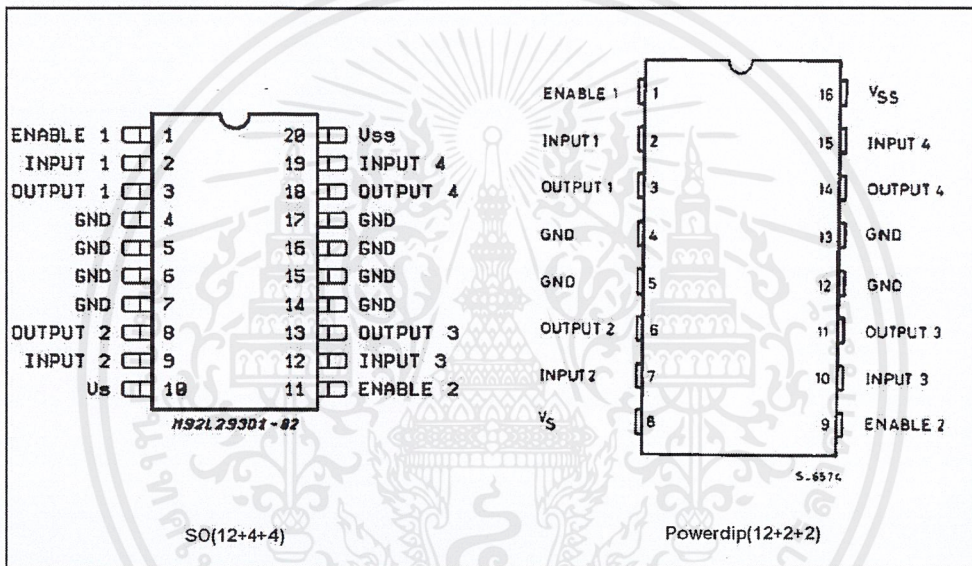 ENABLE 1 1 20 Vss
INPUT 1 2 19 INPUT 4
OUTPUT 1 3 18 OUTPUT 4
GND 4 17 GND
GND 5 16 GND
GND 6 15 GND
GND 7 14 GND
OUTPUT 2 8 13 OUTPUT 3
INPUT 2 9 12 INPUT 3
Vs 10 11 ENABLE 2
M92L293D1-02
SO(12+4+4)
ENABLE 1 1 16 VSS
INPUT 1 2 15 INPUT 4
OUTPUT 1 3 14 OUTPUT 4
GND 4 13 GND
GND 5 12 GND
OUTPUT 2 6 11 OUTPUT 3
INPUT 2 7 10 INPUT 3
VS 8 9 ENABLE 2
S-6574
Powerdip(12+2+2)